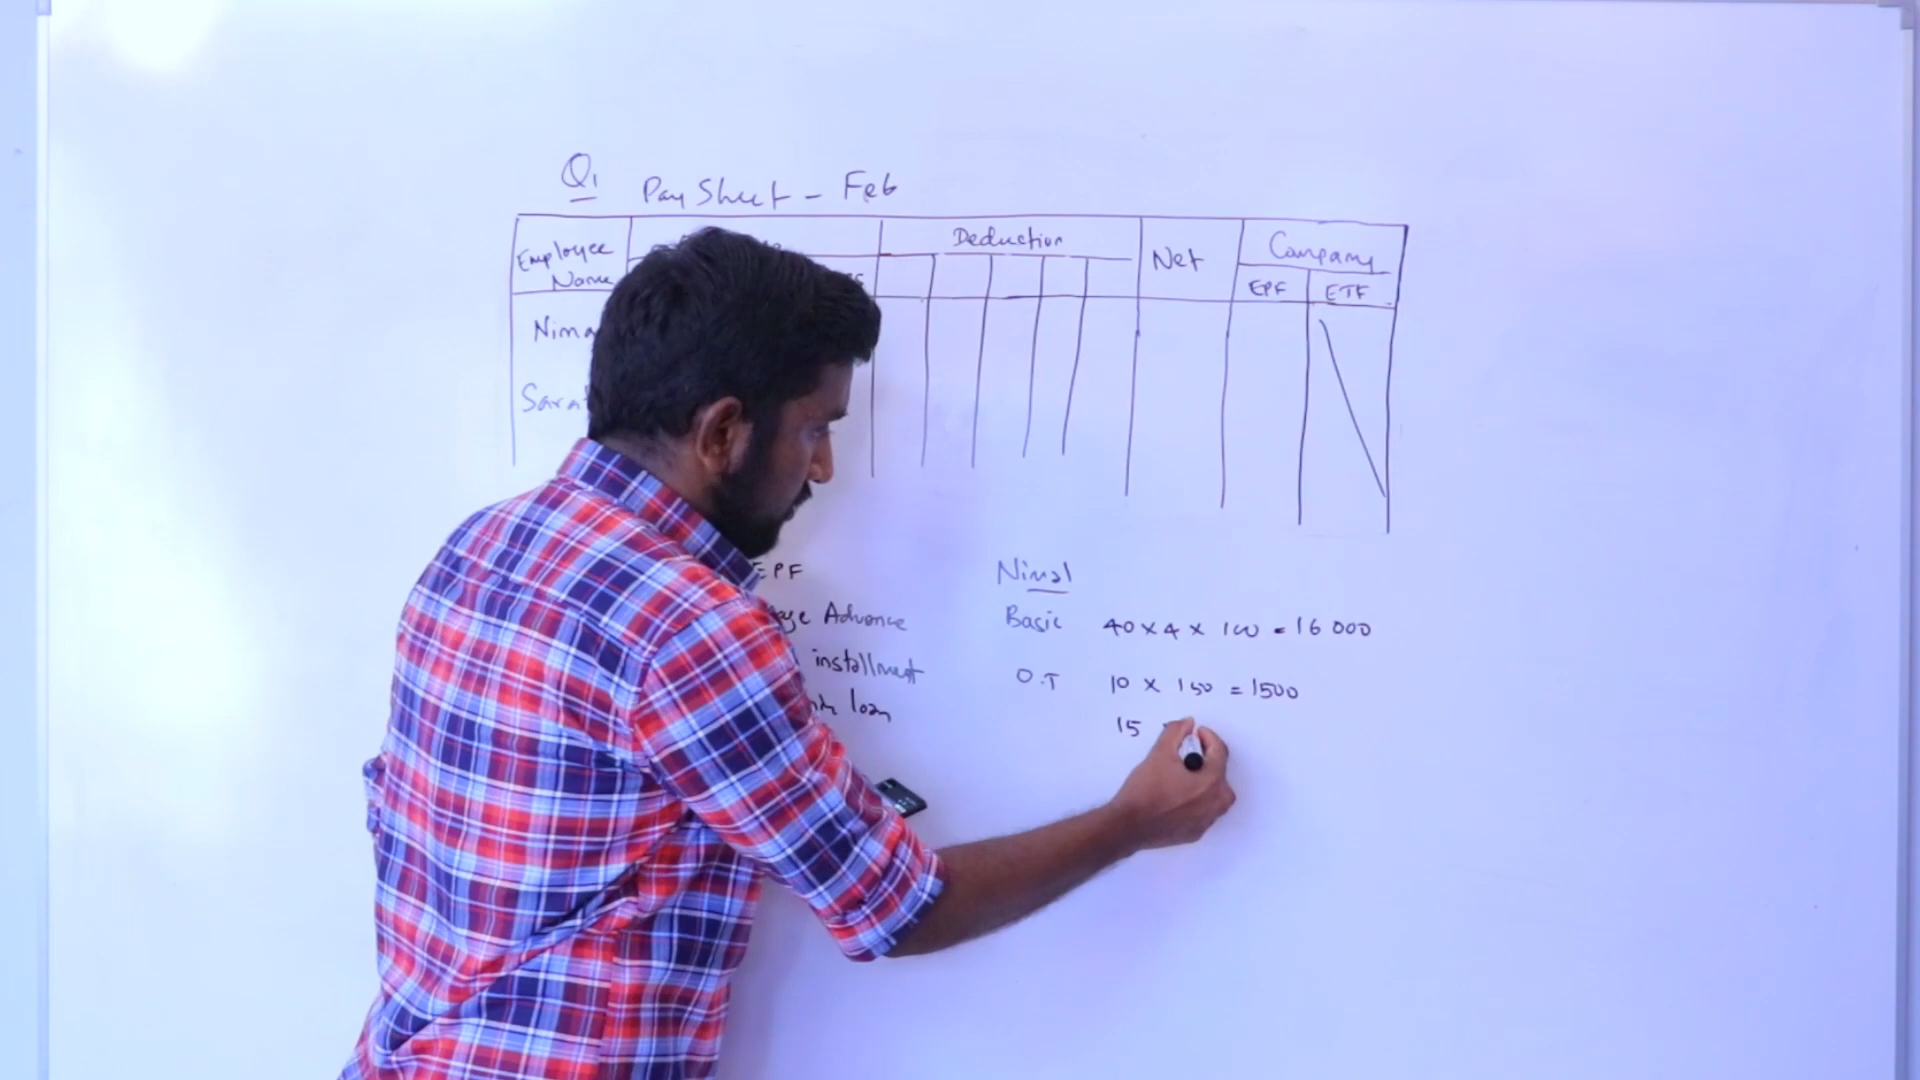 Q1
Pay Sheet - Feb
Employee Name
Deduction
Net
Company
EPF
ETF
Nima
Sara
EPF
Advance
installment
loan
Nimal
Basic 40 x 4 x 100 = 16 000
O.T 10 x 150 = 1500
15